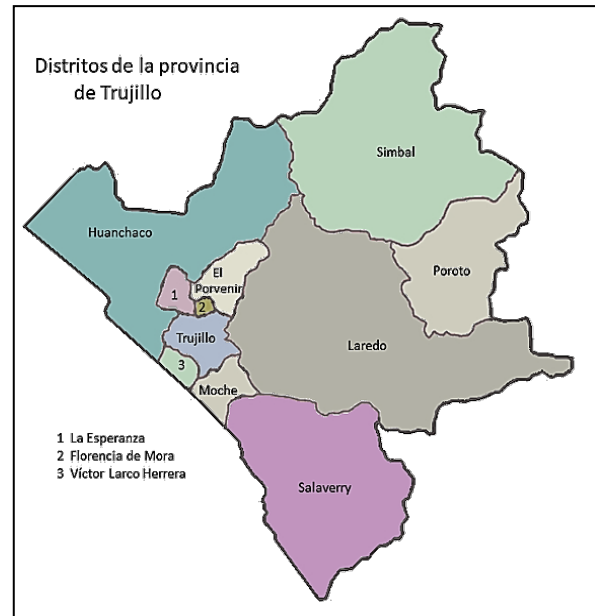 Distritos de la provincia
de Trujillo
Simbal
Huanchaco
Poroto
El
Porvenir
1
2
Trujillo
Laredo
3
Moche
1 La Esperanza
2 Florencia de Mora
3 Víctor Larco Herrera
Salaverry